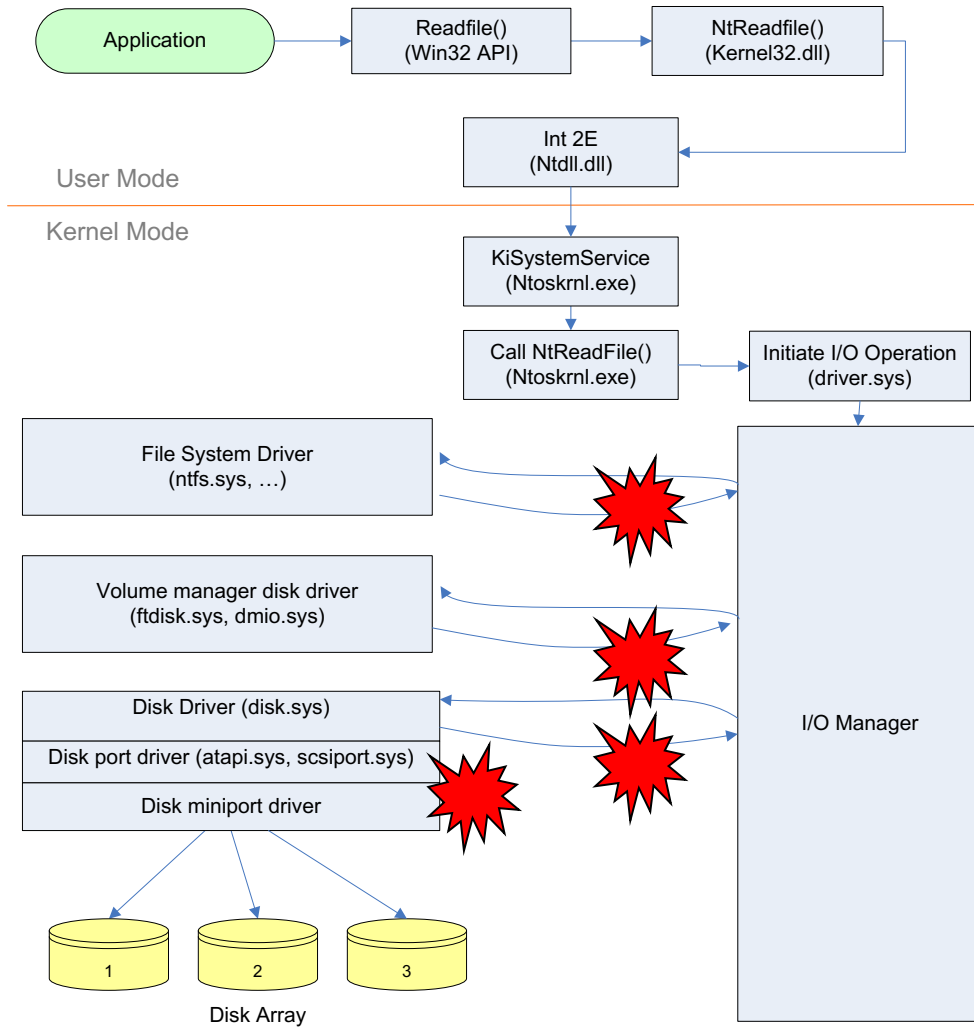 Application
Readfile()
(Win32 API)
NtReadfile()
(Kernel32.dll)
Int 2E
(Ntdll.dll)
User Mode
Kernel Mode
KiSystemService
(Ntoskrnl.exe)
Call NtReadFile()
(Ntoskrnl.exe)
Initiate I/O Operation
(driver.sys)
File System Driver
(ntfs.sys, …)
Volume manager disk driver
(ftdisk.sys, dmio.sys)
Disk Driver (disk.sys)
I/O Manager
Disk port driver (atapi.sys, scsiport.sys)
Disk miniport driver
1
2
3
Disk Array